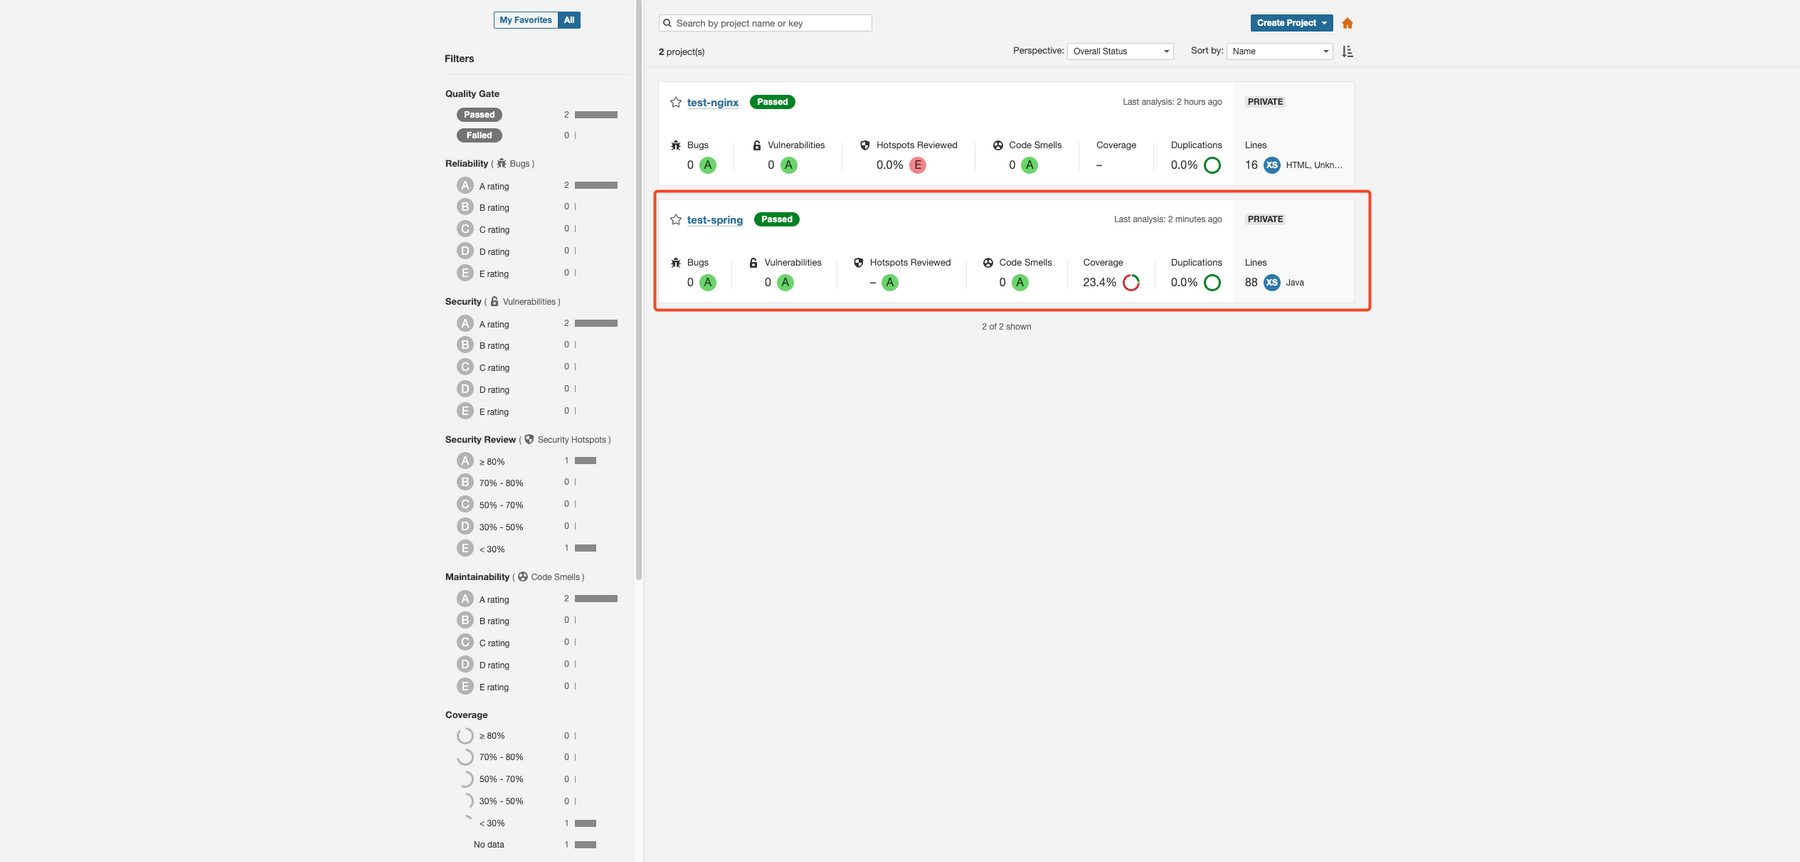 My Favorites All
Filters
Quality Gate
Passed 2
Failed 0
Reliability ( Bugs )
A A rating 2
B B rating 0
C C rating 0
D D rating 0
E E rating 0
Security ( Vulnerabilities )
A A rating 2
B B rating 0
C C rating 0
D D rating 0
E E rating 0
Security Review ( Security Hotspots )
A ≥ 80% 1
B 70% - 80% 0
C 50% - 70% 0
D 30% - 50% 0
E < 30% 1
Maintainability ( Code Smells )
A A rating 2
B B rating 0
C C rating 0
D D rating 0
E E rating 0
Coverage
≥ 80% 0
70% - 80% 0
50% - 70% 0
30% - 50% 0
< 30% 1
No data 1
Search by project name or key Create Project
2 project(s) Perspective: Overall Status Sort by: Name
test-nginx Passed Last analysis: 2 hours ago PRIVATE
Bugs Vulnerabilities Hotspots Reviewed Code Smells Coverage Duplications Lines
0 A 0 A 0.0% E 0 A – 0.0% 16 XS HTML, Unkn...
test-spring Passed Last analysis: 2 minutes ago PRIVATE
Bugs Vulnerabilities Hotspots Reviewed Code Smells Coverage Duplications Lines
0 A 0 A – A 0 A 23.4% 0.0% 88 XS Java
2 of 2 shown